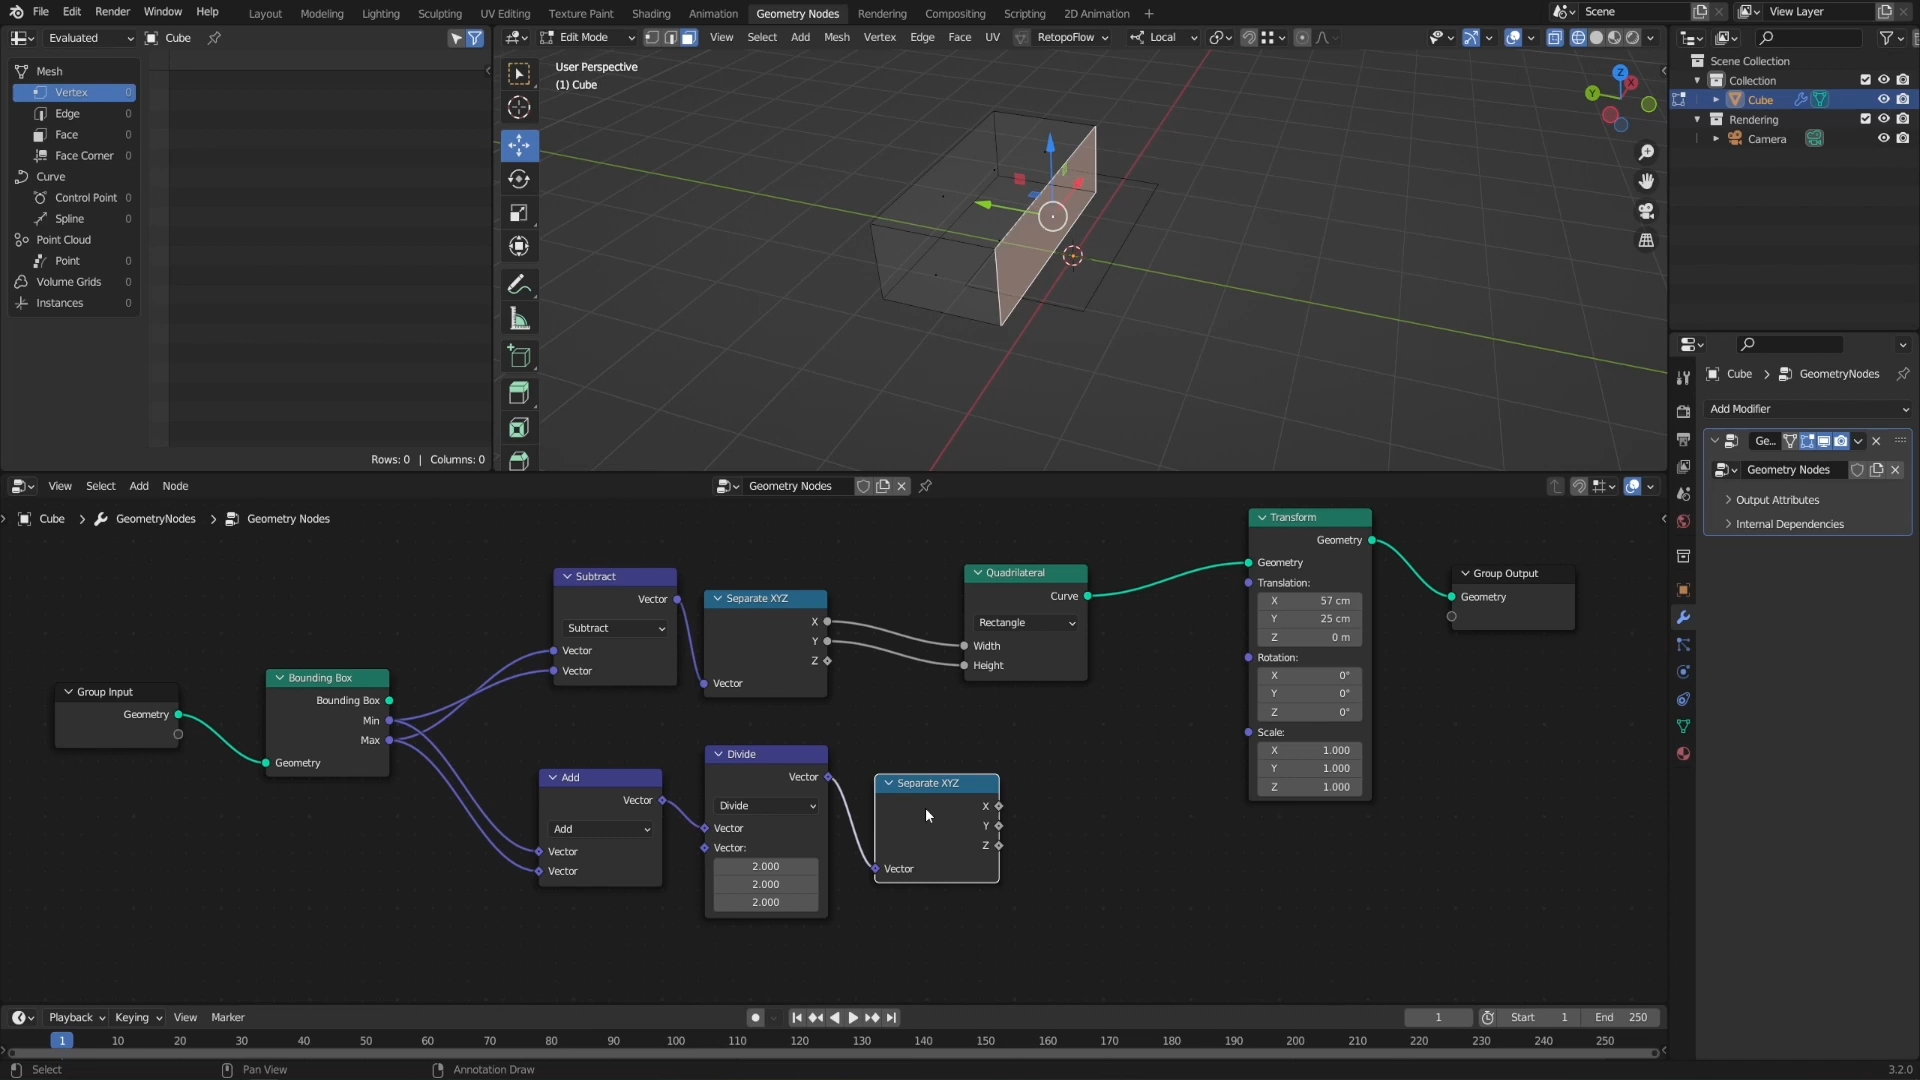 File Edit Render Window Help Layout Modeling Lighting Sculpting UV Editing Texture Paint Shading Animation Geometry Nodes Rendering Compositing Scripting 2D Animation + Scene View Layer
Evaluated Cube
Edit Mode View Select Add Mesh Vertex Edge Face UV RetopoFlow Local
Mesh
Vertex 0
Edge 0
Face 0
Face Corner 0
Curve
Control Point 0
Spline 0
Point Cloud
Point 0
Volume Grids 0
Instances 0
Rows: 0 | Columns: 0
User Perspective
(1) Cube
Z
X
Y
Scene Collection
Collection
Cube
Rendering
Camera
Cube > GeometryNodes
Add Modifier
Ge...
Geometry Nodes
Output Attributes
Internal Dependencies
View Select Add Node Geometry Nodes
Cube > GeometryNodes > Geometry Nodes
Group Input
Geometry
Bounding Box
Bounding Box
Min
Max
Geometry
Subtract
Vector
Subtract
Vector
Vector
Separate XYZ
X
Y
Z
Vector
Add
Vector
Add
Vector
Vector
Divide
Vector
Divide
Vector
Vector:
2.000
2.000
2.000
Separate XYZ
X
Y
Z
Vector
Quadrilateral
Curve
Rectangle
Width
Height
Transform
Geometry
Geometry
Translation:
X 57 cm
Y 25 cm
Z 0 m
Rotation:
X 0°
Y 0°
Z 0°
Scale:
X 1.000
Y 1.000
Z 1.000
Group Output
Geometry
Playback Keying View Marker 1 Start 1 End 250
1 10 20 30 40 50 60 70 80 90 100 110 120 130 140 150 160 170 180 190 200 210 220 230 240 250
Select Pan View Annotation Draw 3.2.0